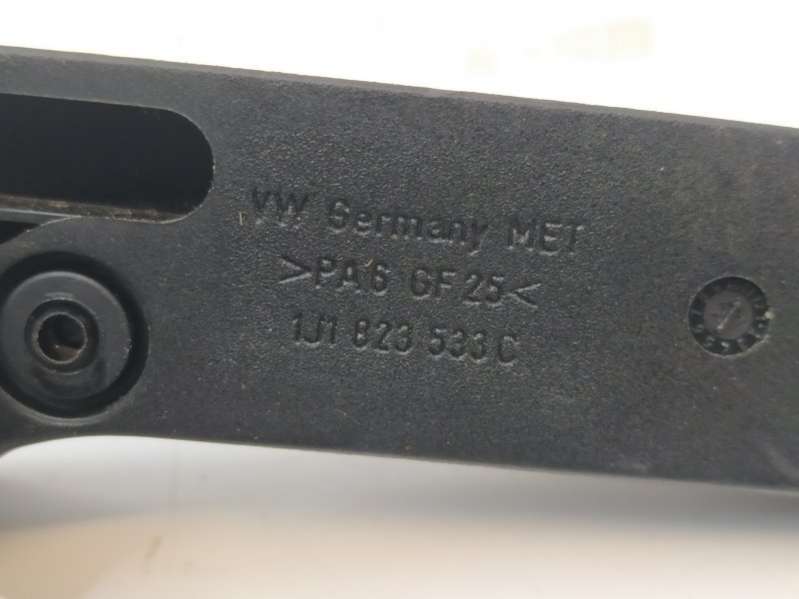 VW Germany MET
>PA6 GF25<
1J1 823 533 C